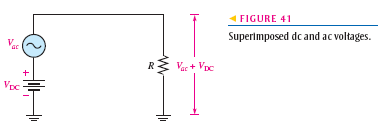 ◄ FIGURE 41
Superimposed dc and ac voltages.
Vac
+
VDC
−
R
Vac + VDC